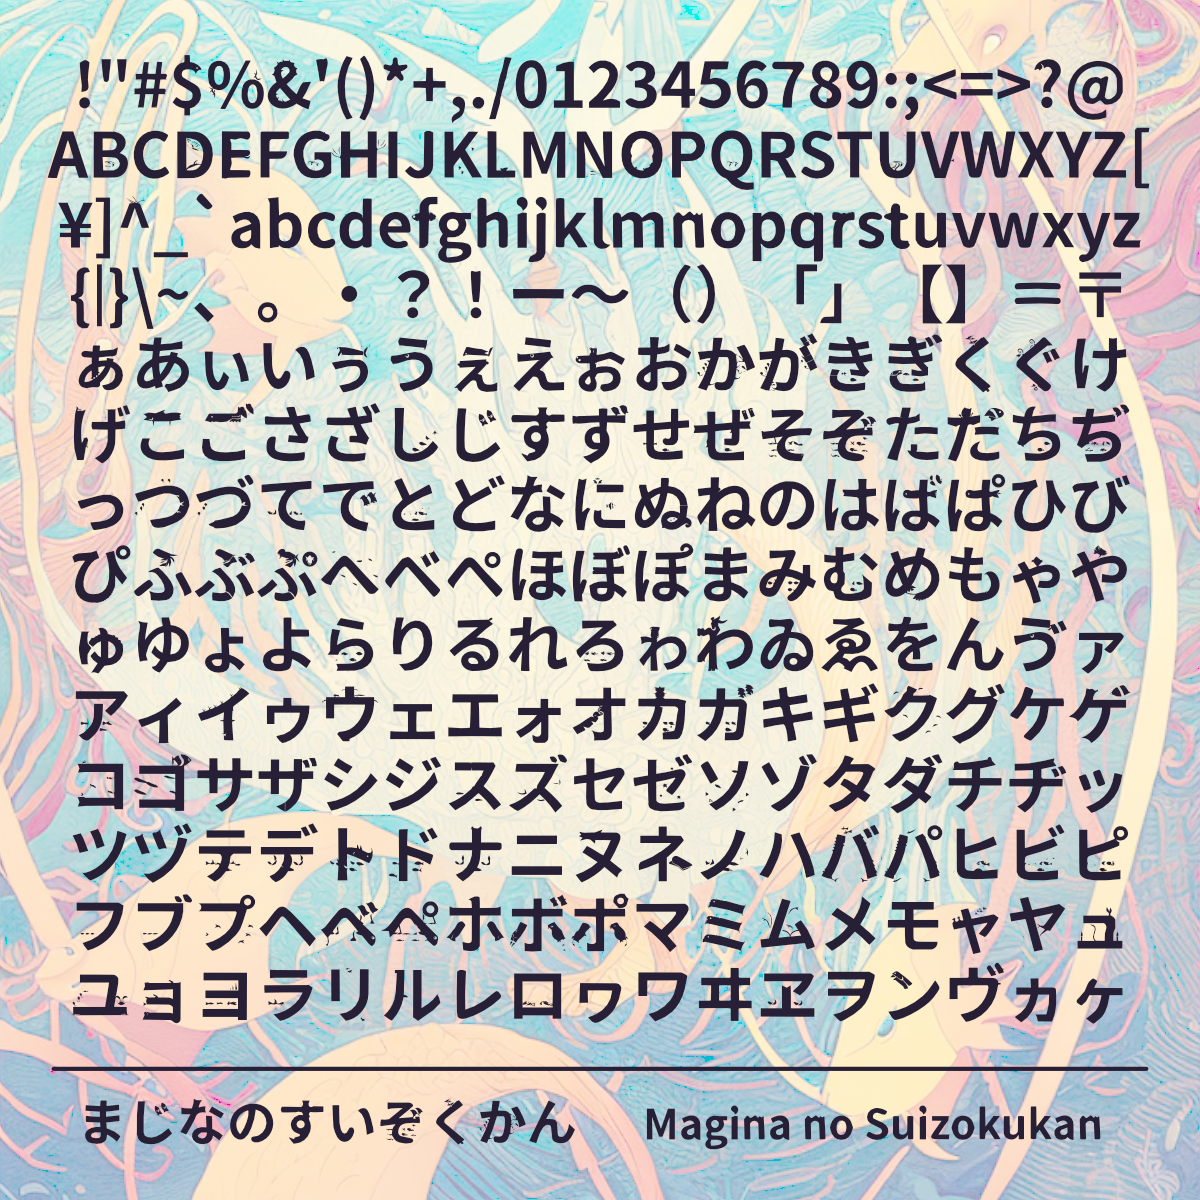 !"#$%&'()*+,./0123456789:;<=>?@
ABCDEFGHIJKLMNOPQRSTUVWXYZ[
¥]^_`abcdefghijklmnopqrstuvwxyz
{|}\~、。・？！ー～（）「」【】＝〒
ぁあぃいぅうぇえぉおかがきぎくぐけ
げこごさざしじすずせぜそぞただちぢ
っつづてでとどなにぬねのはばぱひび
ぴふぶぷへべぺほぼぽまみむめもゃや
ゅゆょよらりるれろゎわゐゑをんゔァ
アィイゥウェエォオカガキギクグケゲ
コゴサザシジスズセゼソゾタダチヂッ
ツヅテデトドナニヌネノハバパヒビピ
フブプヘベペホボポマミムメモャヤュ
ユョヨラリルレロヮワヰヱヲンヴヵヶ
まじなのすいぞくかん Magina no Suizokukan